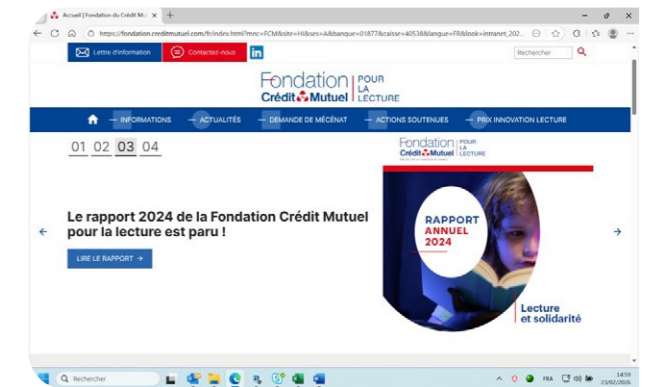 Accueil | Fondation du Crédit Mu
https://fondation.creditmutuel.com/fr/index.html?mnc=FCM&site=HI&ses=A&banque=01877&caisse=40538&langue=FR&look=intranet_202...
Lettre d'information
Contactez-nous
in
Rechercher
Fondation POUR
LA
Crédit Mutuel LECTURE
INFORMATIONS
ACTUALITÉS
DEMANDE DE MÉCÉNAT
ACTIONS SOUTENUES
PRIX INNOVATION LECTURE
01 02 03 04
Fondation POUR
LA
Crédit Mutuel LECTURE
Le rapport 2024 de la Fondation Crédit Mutuel
pour la lecture est paru !
LIRE LE RAPPORT →
RAPPORT
ANNUEL
2024
Lecture
et solidarité
Rechercher
FRA
14:59
23/02/2026